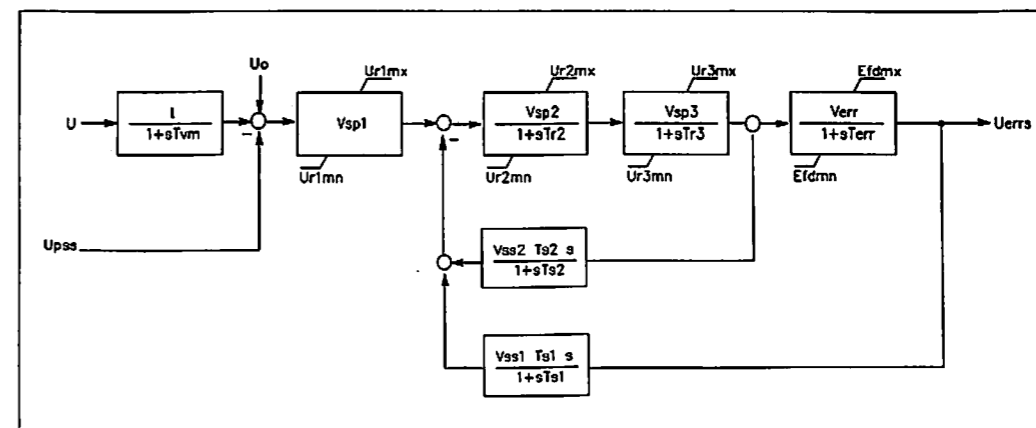 Uo
Ur1mx
Ur2mx
Ur3mx
Efdmx
U
1
1+sTvm
-
Vsp1
-
Vsp2
1+sTr2
Vsp3
1+sTr3
Verr
1+sTerr
Uerrs
Ur1mn
Ur2mn
Ur3mn
Efdmn
Upss
Vss2 Ts2 s
1+sTs2
Vss1 Ts1 s
1+sTs1